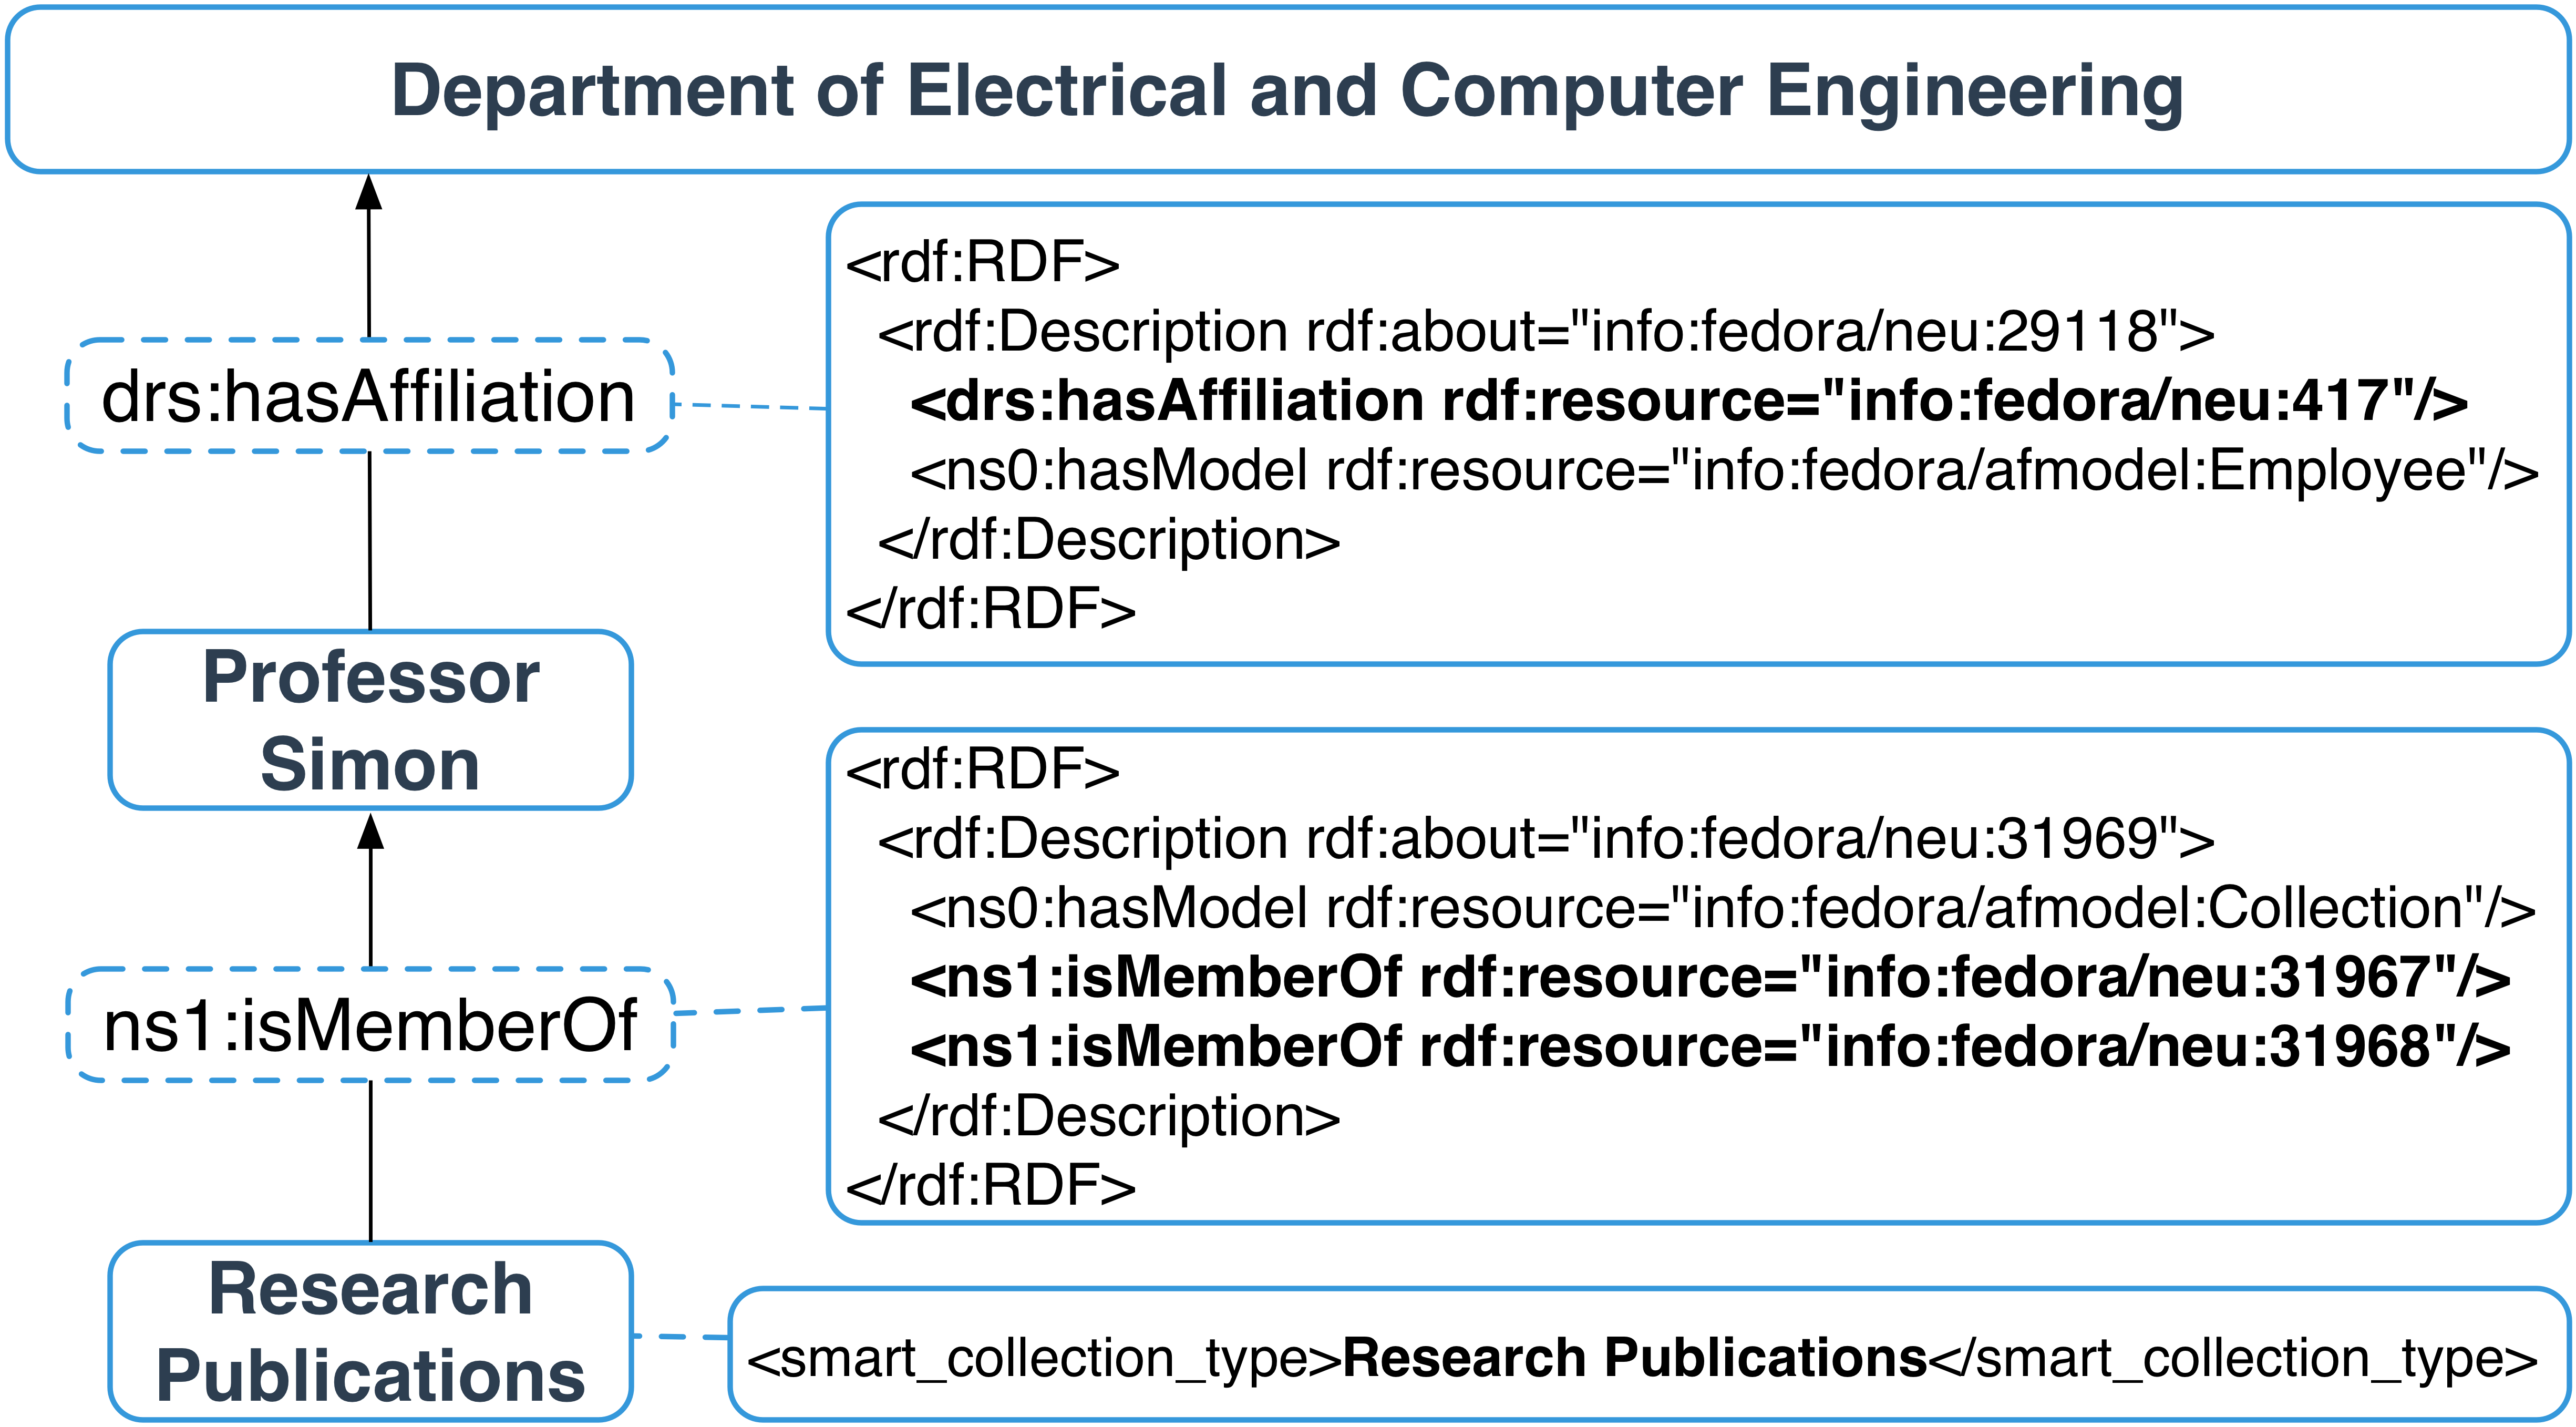 Department of Electrical and Computer Engineering
drs:hasAffiliation
<rdf:RDF>
<rdf:Description rdf:about="info:fedora/neu:29118">
<drs:hasAffiliation rdf:resource="info:fedora/neu:417"/>
<ns0:hasModel rdf:resource="info:fedora/afmodel:Employee"/>
</rdf:Description>
</rdf:RDF>
Professor
Simon
ns1:isMemberOf
<rdf:RDF>
<rdf:Description rdf:about="info:fedora/neu:31969">
<ns0:hasModel rdf:resource="info:fedora/afmodel:Collection"/>
<ns1:isMemberOf rdf:resource="info:fedora/neu:31967"/>
<ns1:isMemberOf rdf:resource="info:fedora/neu:31968"/>
</rdf:Description>
</rdf:RDF>
Research
Publications
<smart_collection_type>Research Publications</smart_collection_type>